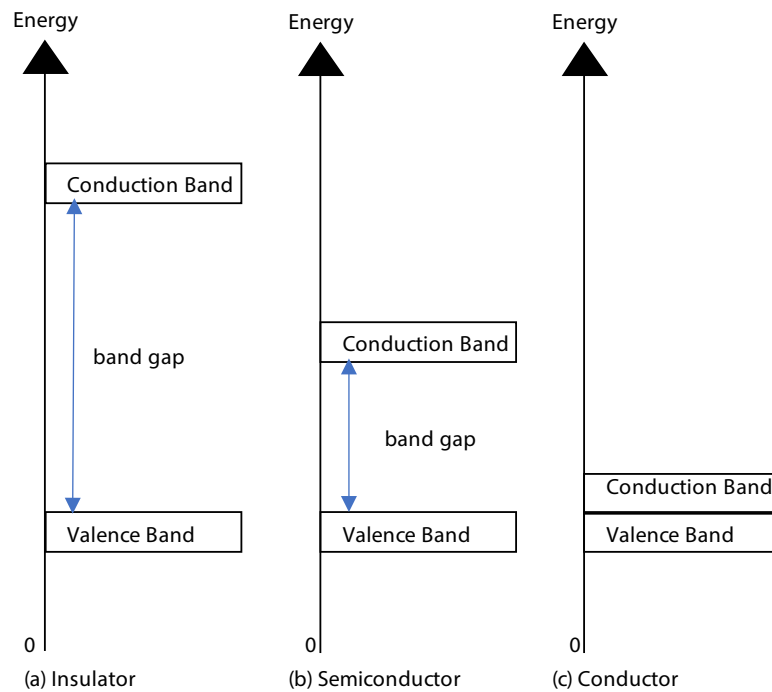 Energy
Conduction Band
band gap
Valence Band
0
(a) Insulator
Energy
Conduction Band
band gap
Valence Band
0
(b) Semiconductor
Energy
Conduction Band
Valence Band
0
(c) Conductor